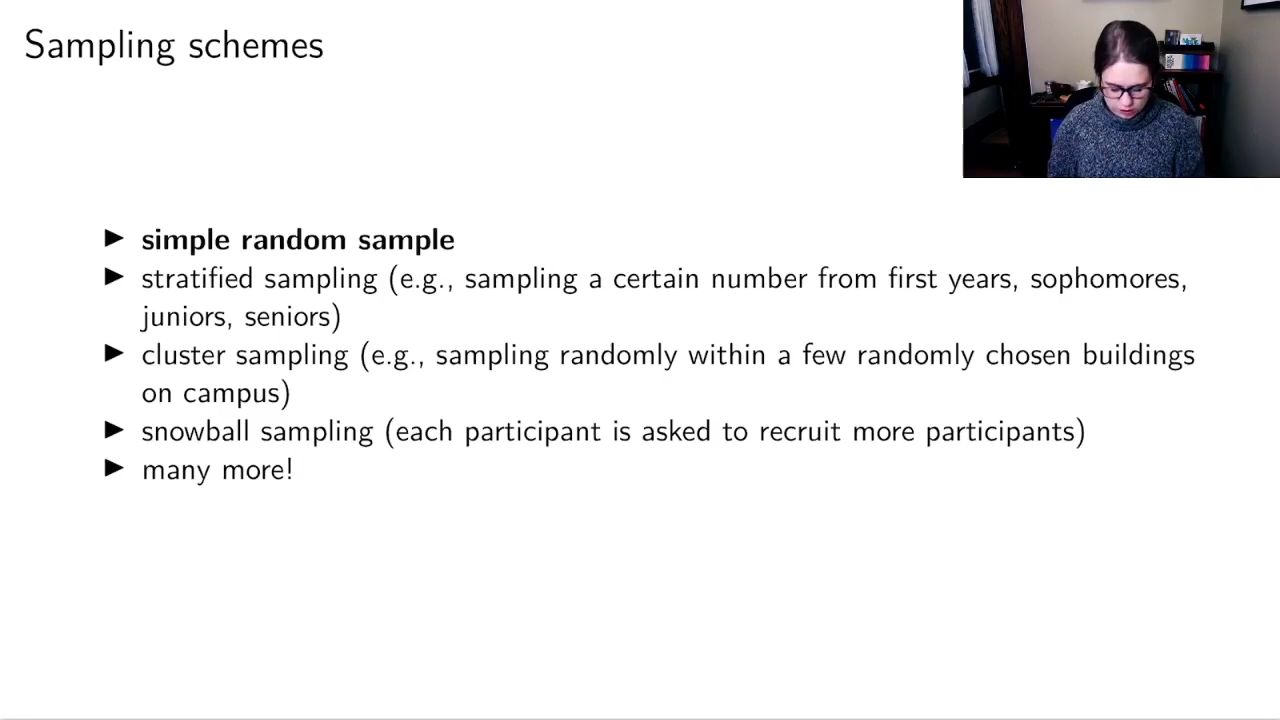 Sampling schemes
▶ simple random sample
▶ stratified sampling (e.g., sampling a certain number from first years, sophomores,
juniors, seniors)
▶ cluster sampling (e.g., sampling randomly within a few randomly chosen buildings
on campus)
▶ snowball sampling (each participant is asked to recruit more participants)
▶ many more!